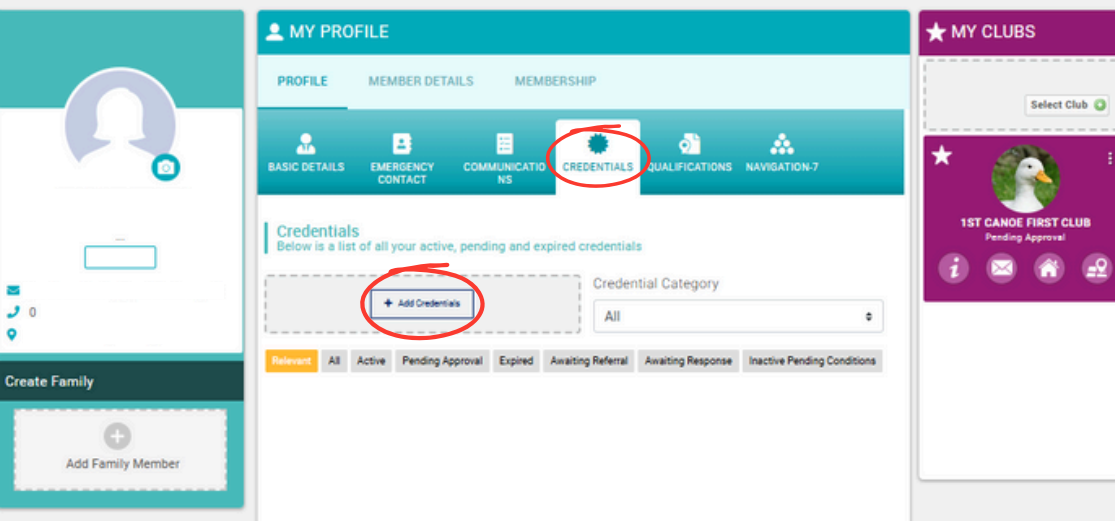 MY PROFILE
PROFILE MEMBER DETAILS MEMBERSHIP
BASIC DETAILS
EMERGENCY
CONTACT
COMMUNICATIO
NS
CREDENTIALS
QUALIFICATIONS
NAVIGATION-7
Credentials
Below is a list of all your active, pending and expired credentials
+ Add Credentials
Credential Category
All
Relevant All Active Pending Approval Expired Awaiting Referral Awaiting Response Inactive Pending Conditions
0
Create Family
Add Family Member
MY CLUBS
Select Club
1ST CANOE FIRST CLUB
Pending Approval